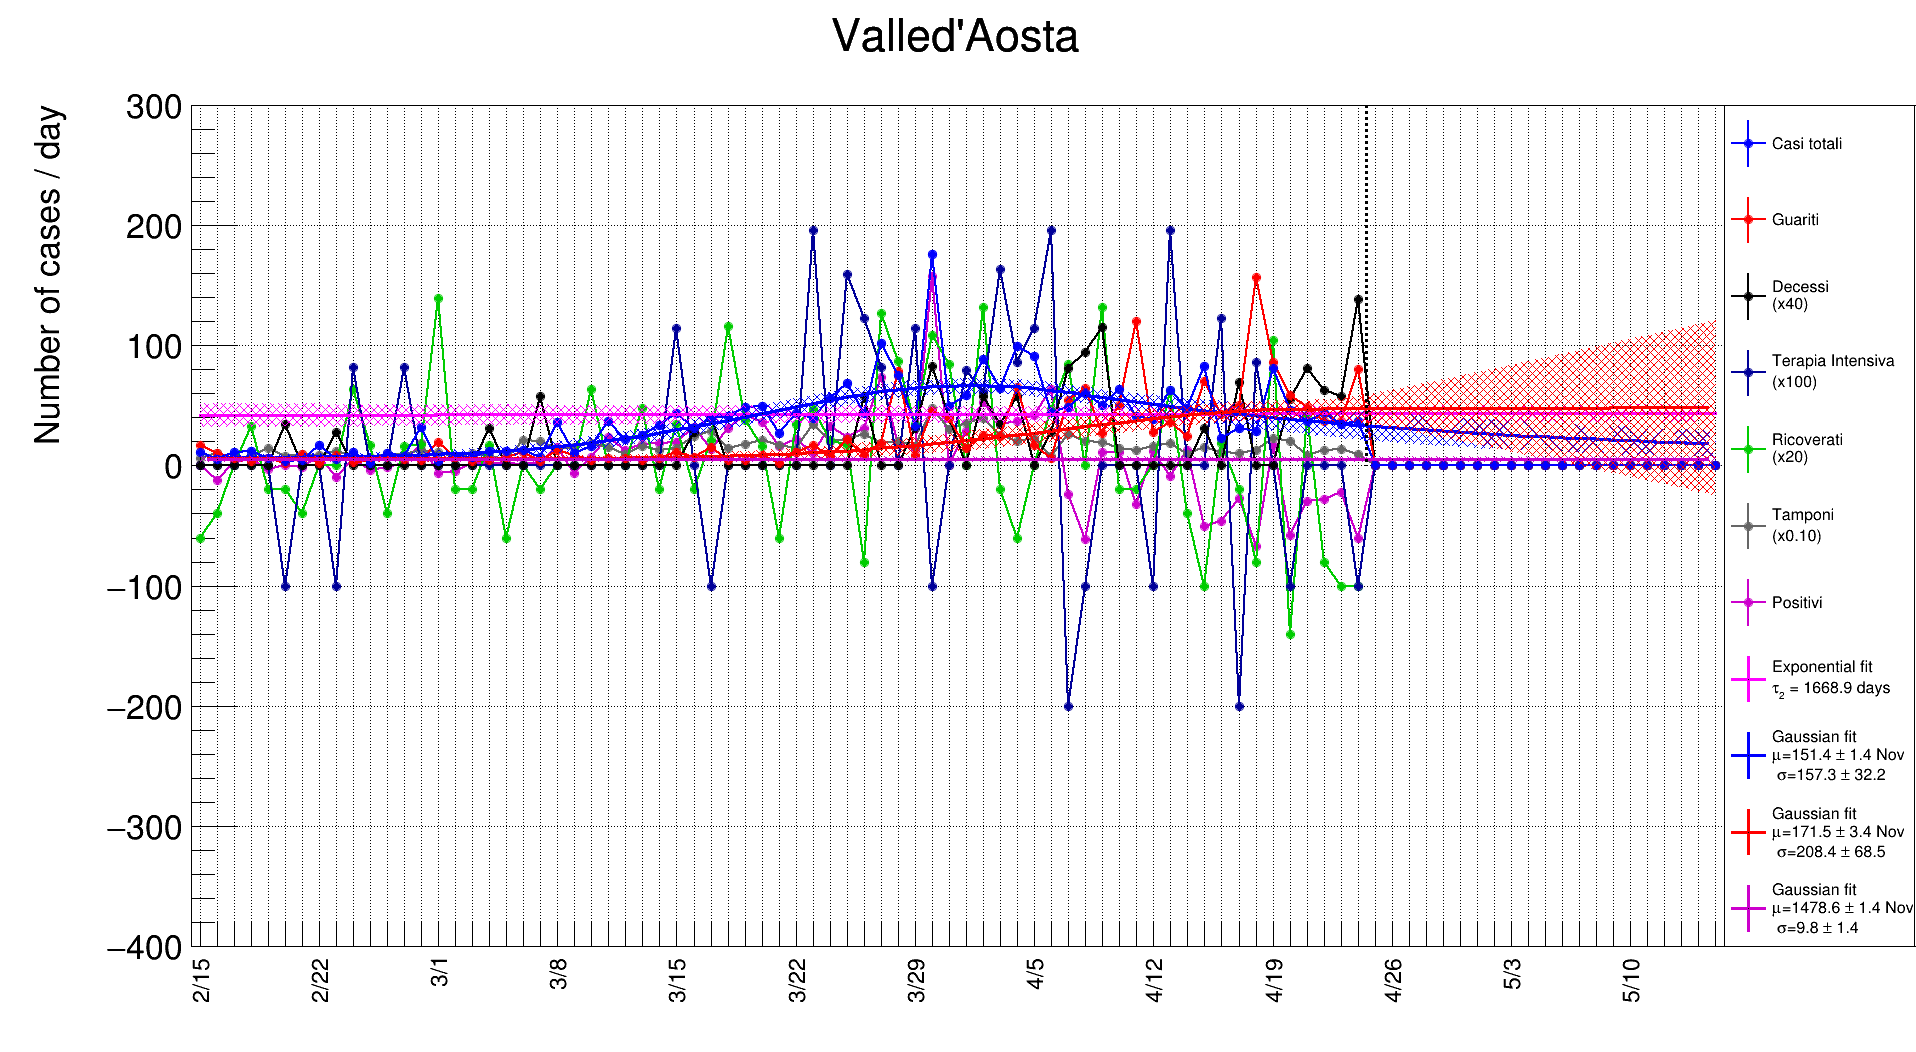 Valled'Aosta
Number of cases / day
300
200
100
0
−100
−200
−300
−400
2/15
2/22
3/1
3/8
3/15
3/22
3/29
4/5
4/12
4/19
4/26
5/3
5/10
Casi totali
Guariti
Decessi
(x40)
Terapia Intensiva
(x100)
Ricoverati
(x20)
Tamponi
(x0.10)
Positivi
Exponential fit
τ2 = 1668.9 days
Gaussian fit
μ=151.4 ± 1.4 Nov
σ=157.3 ± 32.2
Gaussian fit
μ=171.5 ± 3.4 Nov
σ=208.4 ± 68.5
Gaussian fit
μ=1478.6 ± 1.4 Nov
σ=9.8 ± 1.4